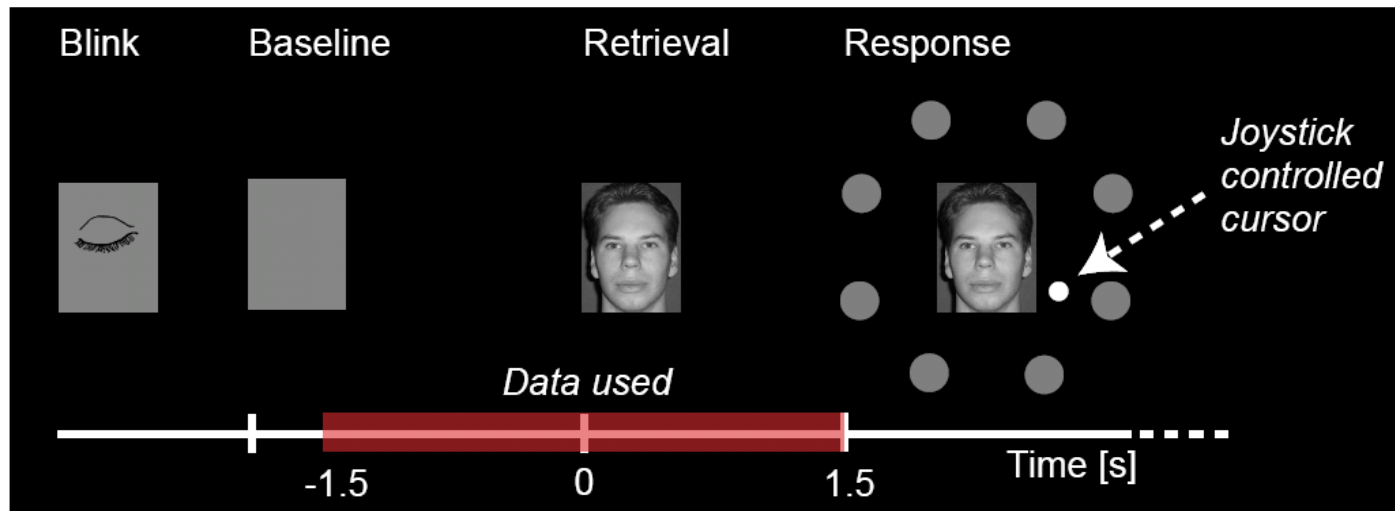 Blink Baseline Retrieval Response
Joystick
controlled
cursor
Data used
Time [s]
-1.5 0 1.5